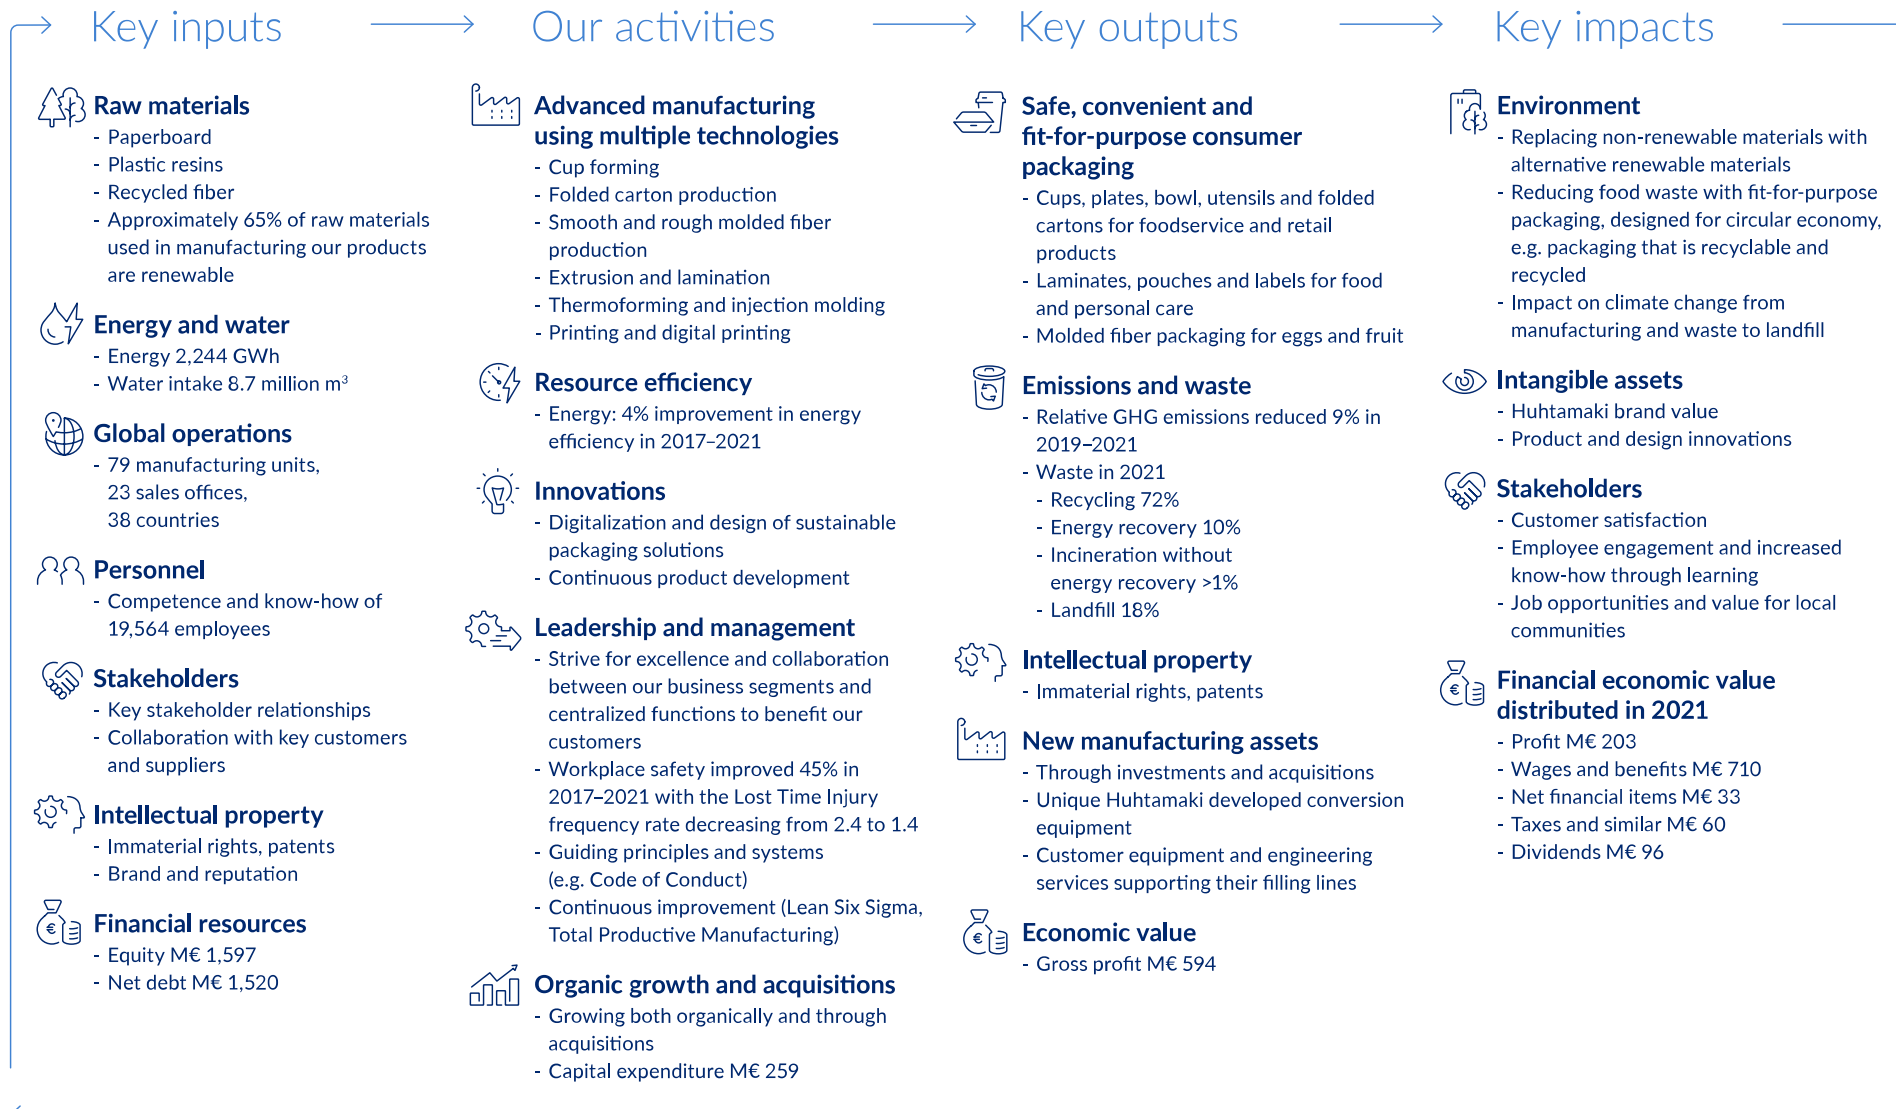 Key inputs
Raw materials
- Paperboard
- Plastic resins
- Recycled fiber
- Approximately 65% of raw materials
used in manufacturing our products
are renewable
Energy and water
- Energy 2,244 GWh
- Water intake 8.7 million m³
Global operations
- 79 manufacturing units,
23 sales offices,
38 countries
Personnel
- Competence and know-how of
19,564 employees
Stakeholders
- Key stakeholder relationships
- Collaboration with key customers
and suppliers
Intellectual property
- Immaterial rights, patents
- Brand and reputation
Financial resources
- Equity M€ 1,597
- Net debt M€ 1,520
Our activities
Advanced manufacturing
using multiple technologies
- Cup forming
- Folded carton production
- Smooth and rough molded fiber
production
- Extrusion and lamination
- Thermoforming and injection molding
- Printing and digital printing
Resource efficiency
- Energy: 4% improvement in energy
efficiency in 2017–2021
Innovations
- Digitalization and design of sustainable
packaging solutions
- Continuous product development
Leadership and management
- Strive for excellence and collaboration
between our business segments and
centralized functions to benefit our
customers
- Workplace safety improved 45% in
2017–2021 with the Lost Time Injury
frequency rate decreasing from 2.4 to 1.4
- Guiding principles and systems
(e.g. Code of Conduct)
- Continuous improvement (Lean Six Sigma,
Total Productive Manufacturing)
Organic growth and acquisitions
- Growing both organically and through
acquisitions
- Capital expenditure M€ 259
Key outputs
Safe, convenient and
fit-for-purpose consumer
packaging
- Cups, plates, bowl, utensils and folded
cartons for foodservice and retail
products
- Laminates, pouches and labels for food
and personal care
- Molded fiber packaging for eggs and fruit
Emissions and waste
- Relative GHG emissions reduced 9% in
2019–2021
- Waste in 2021
- Recycling 72%
- Energy recovery 10%
- Incineration without
energy recovery >1%
- Landfill 18%
Intellectual property
- Immaterial rights, patents
New manufacturing assets
- Through investments and acquisitions
- Unique Huhtamaki developed conversion
equipment
- Customer equipment and engineering
services supporting their filling lines
Economic value
- Gross profit M€ 594
Key impacts
Environment
- Replacing non-renewable materials with
alternative renewable materials
- Reducing food waste with fit-for-purpose
packaging, designed for circular economy,
e.g. packaging that is recyclable and
recycled
- Impact on climate change from
manufacturing and waste to landfill
Intangible assets
- Huhtamaki brand value
- Product and design innovations
Stakeholders
- Customer satisfaction
- Employee engagement and increased
know-how through learning
- Job opportunities and value for local
communities
Financial economic value
distributed in 2021
- Profit M€ 203
- Wages and benefits M€ 710
- Net financial items M€ 33
- Taxes and similar M€ 60
- Dividends M€ 96